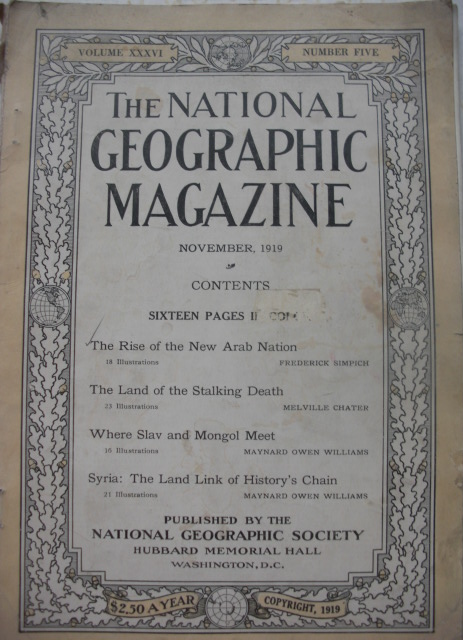 VOLUME XXXVI
NUMBER FIVE
THE NATIONAL
GEOGRAPHIC
MAGAZINE
NOVEMBER, 1919
CONTENTS
SIXTEEN PAGES
The Rise of the New Arab Nation
18 Illustrations FREDERICK SIMPICH
The Land of the Stalking Death
23 Illustrations MELVILLE CHATER
Where Slav and Mongol Meet
16 Illustrations MAYNARD OWEN WILLIAMS
Syria: The Land Link of History's Chain
21 Illustrations MAYNARD OWEN WILLIAMS
PUBLISHED BY THE
NATIONAL GEOGRAPHIC SOCIETY
HUBBARD MEMORIAL HALL
WASHINGTON, D.C.
$2.50 A YEAR
COPYRIGHT, 1919